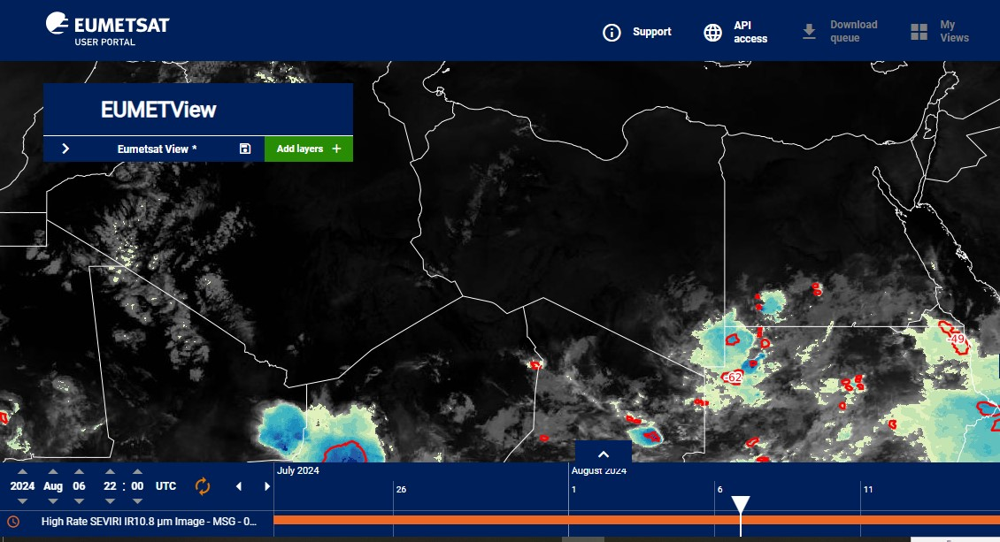 EUMETSAT
USER PORTAL
Support
API
access
Download
queue
My
Views
EUMETView
Eumetsat View *
Add layers +
-49
-62
July 2024
August 2024
2024 Aug 06 22 : 00 UTC
26
1
6
11
High Rate SEVIRI IR10.8 µm Image - MSG - 0...